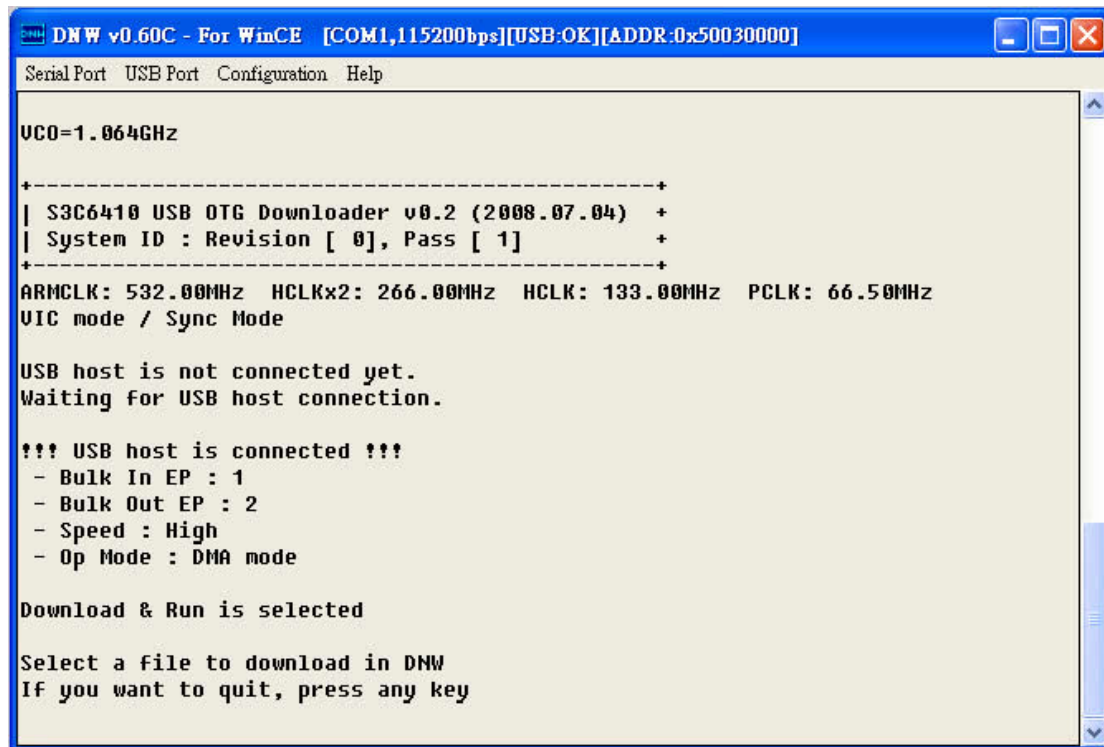 DNW v0.60C - For WinCE [COM1,115200bps][USB:OK][ADDR:0x50030000]
Serial Port USB Port Configuration Help
VCO=1.064GHz
+-----------------------------------------------+
| S3C6410 USB OTG Downloader v0.2 (2008.07.04) +
| System ID : Revision [ 0], Pass [ 1] +
+-----------------------------------------------+
ARMCLK: 532.00MHz HCLKx2: 266.00MHz HCLK: 133.00MHz PCLK: 66.50MHz
VIC mode / Sync Mode
USB host is not connected yet.
Waiting for USB host connection.
!!! USB host is connected !!!
- Bulk In EP : 1
- Bulk Out EP : 2
- Speed : High
- Op Mode : DMA mode
Download & Run is selected
Select a file to download in DNW
If you want to quit, press any key